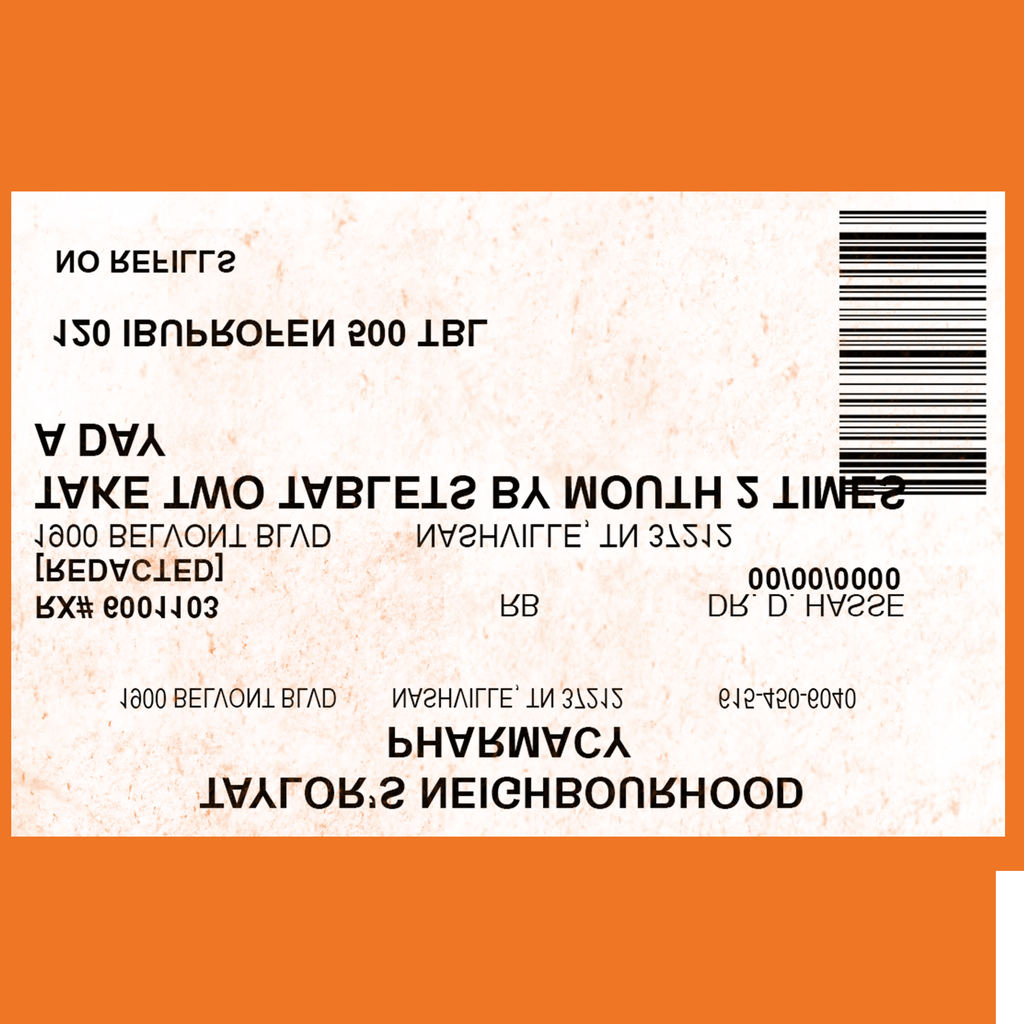 TAYLOR'S NEIGHBOURHOOD
PHARMACY
1900 BELVONT BLVD NASHVILLE, TN 37212 615-450-6040
RX# 6001103 RB DR. D. HASSE
[REDACTED] 00/00/0000
1900 BELVONT BLVD NASHVILLE, TN 37212
TAKE TWO TABLETS BY MOUTH 2 TIMES
A DAY
120 IBUPROFEN 500 TBL
NO REFILLS